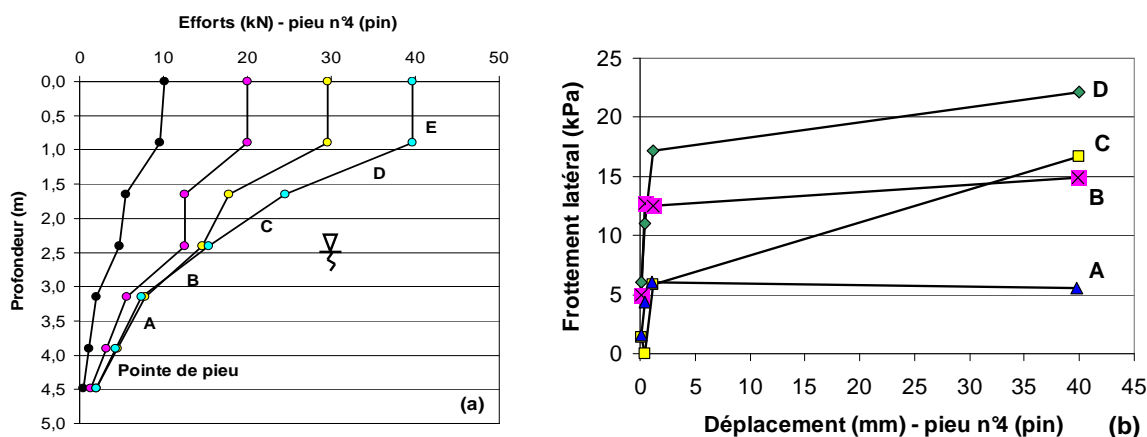 Efforts (kN) - pieu n°4 (pin)
0 10 20 30 40 50
0,0
0,5
1,0
1,5
2,0
2,5
3,0
3,5
4,0
4,5
5,0
Profondeur (m)
E
D
C
B
A
Pointe de pieu
(a)
25
20
15
10
5
0
Frottement latéral (kPa)
D
C
B
A
0 5 10 15 20 25 30 35 40 45
Déplacement (mm) - pieu n°4 (pin)
(b)